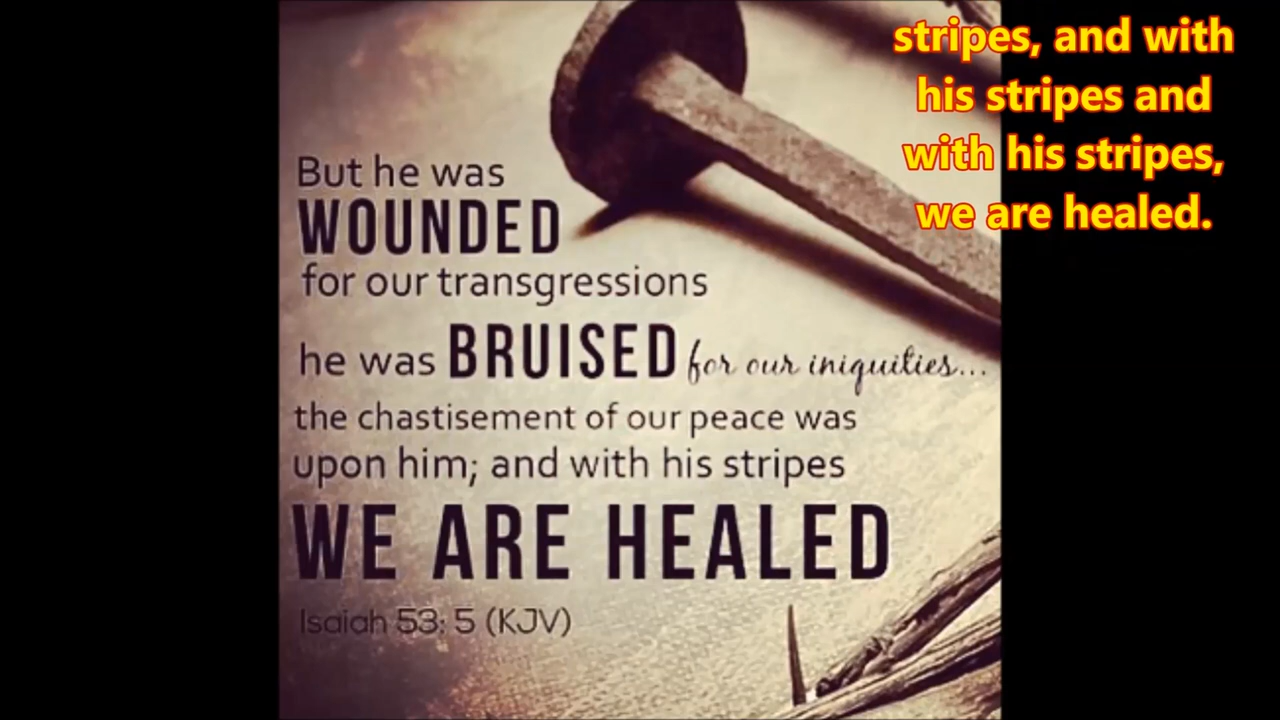 stripes, and with
his stripes and
with his stripes,
we are healed.
But he was
WOUNDED
for our transgressions
he was BRUISED for our iniquities...
the chastisement of our peace was
upon him; and with his stripes
WE ARE HEALED
Isaiah 53: 5 (KJV)